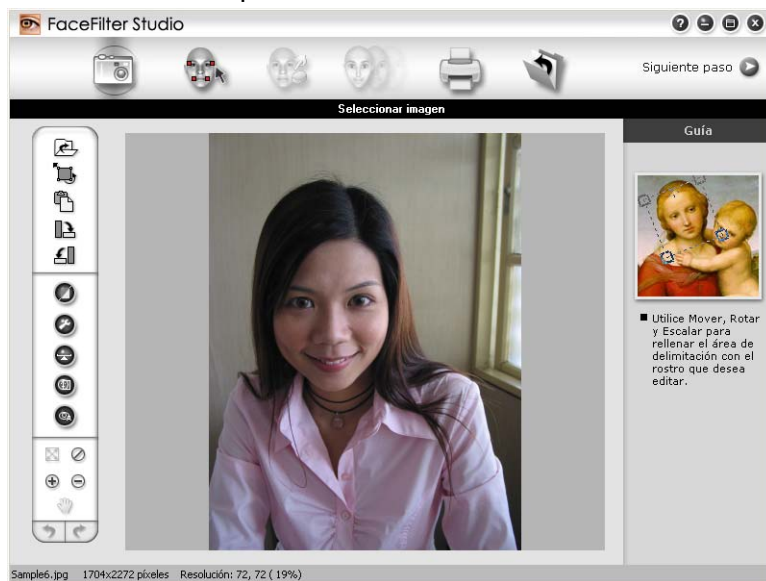 FaceFilter Studio
Siguiente paso
Seleccionar imagen
Guía
Utilice Mover, Rotar
y Escalar para
rellenar el área de
delimitación con el
rostro que desea
editar.
Sample6.jpg 1704x2272 píxeles Resolución: 72, 72 ( 19%)